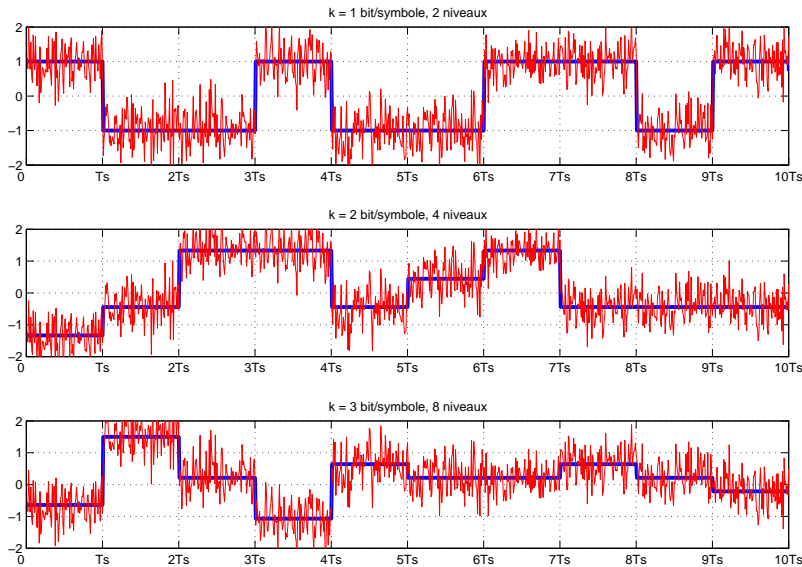 k = 1 bit/symbole, 2 niveaux
2
1
0
−1
−2
0 Ts 2Ts 3Ts 4Ts 5Ts 6Ts 7Ts 8Ts 9Ts 10Ts
k = 2 bit/symbole, 4 niveaux
2
1
0
−1
−2
0 Ts 2Ts 3Ts 4Ts 5Ts 6Ts 7Ts 8Ts 9Ts 10Ts
k = 3 bit/symbole, 8 niveaux
2
1
0
−1
−2
0 Ts 2Ts 3Ts 4Ts 5Ts 6Ts 7Ts 8Ts 9Ts 10Ts